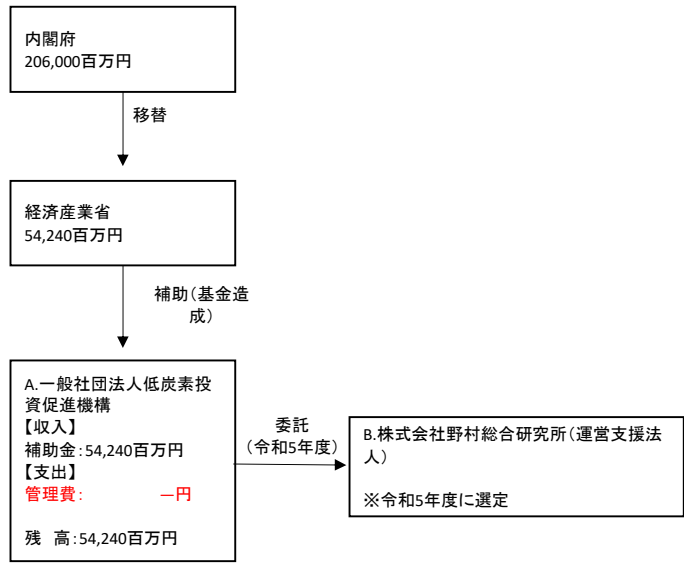 内閣府
206,000百万円
移替
経済産業省
54,240百万円
補助(基金造
成)
A.一般社団法人低炭素投
資促進機構
【収入】
補助金:54,240百万円
【支出】
管理費: ー円
残 高:54,240百万円
委託
(令和5年度)
B.株式会社野村総合研究所(運営支援法
人)
※令和5年度に選定